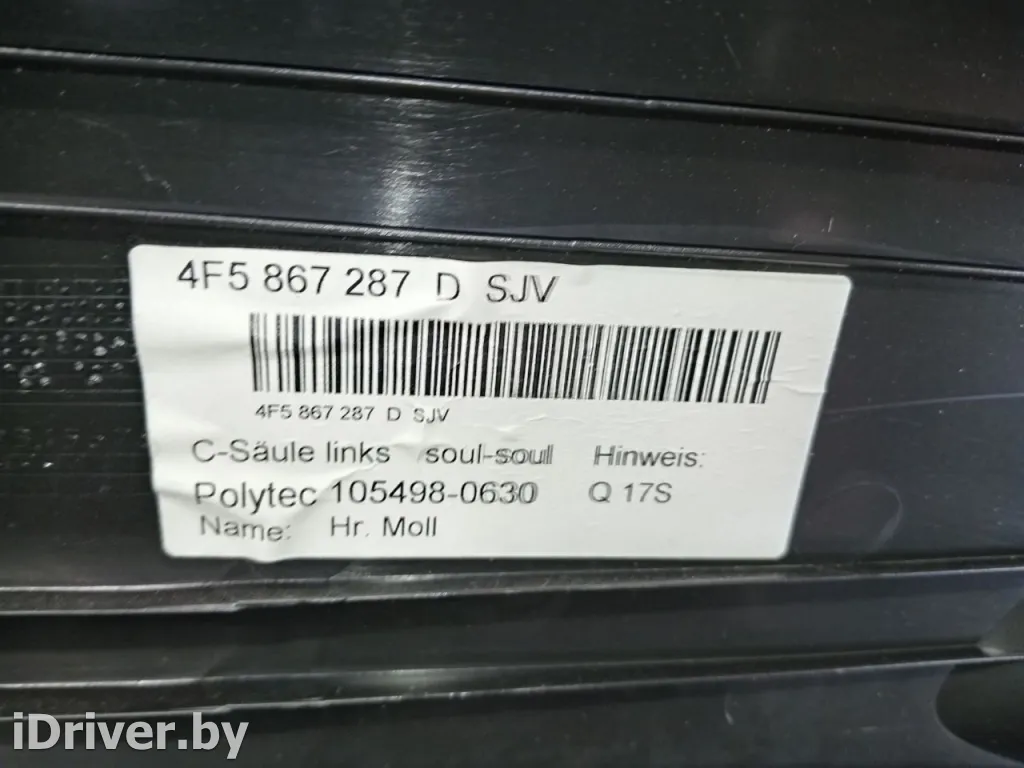 4F5 867 287 D SJV
4F5 867 287 D SJV
C-Säule links soul-soul Hinweis:
Polytec 105498-0630 Q 17S
Name: Hr. Moll
iDriver.by